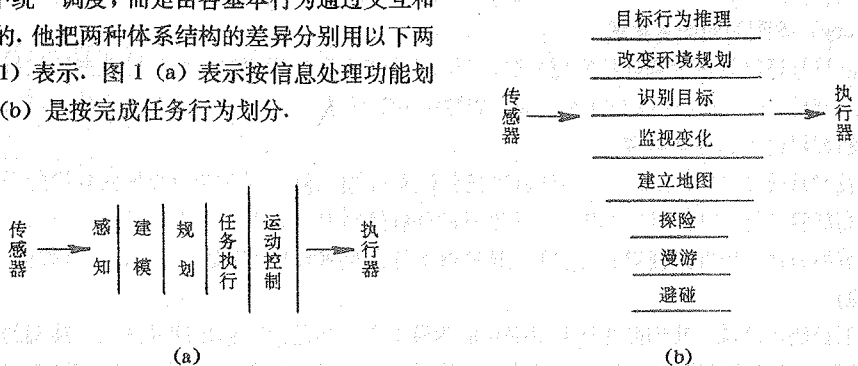 统一调度,而是由各基本行为通过交互和
的.他把两种体系结构的差异分别用以下两
1)表示.图1(a)表示按信息处理功能划
(b)是按完成任务行为划分.
传感器
感知
建模
规划
任务执行
运动控制
执行器
(a)
目标行为推理
改变环境规划
传感器
识别目标
执行器
监视变化
建立地图
探险
漫游
避碰
(b)